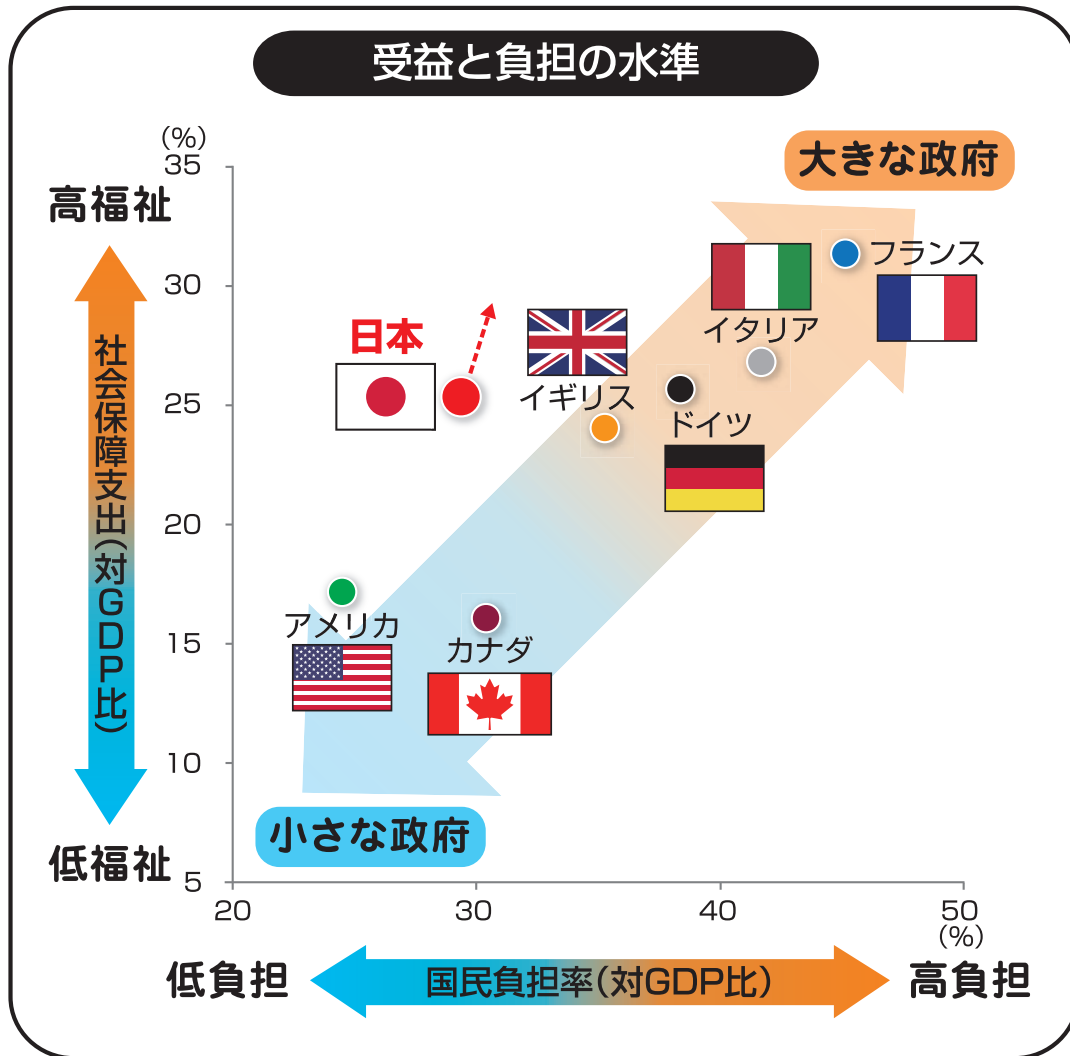 受益と負担の水準
(%)
35
大きな政府
高福祉
フランス
30
イタリア
日本
イギリス
25
ドイツ
社会保障支出(対GDP比)
20
アメリカ
15
カナダ
10
小さな政府
低福祉
5
20
30
40
50
(%)
低負担
国民負担率(対GDP比)
高負担